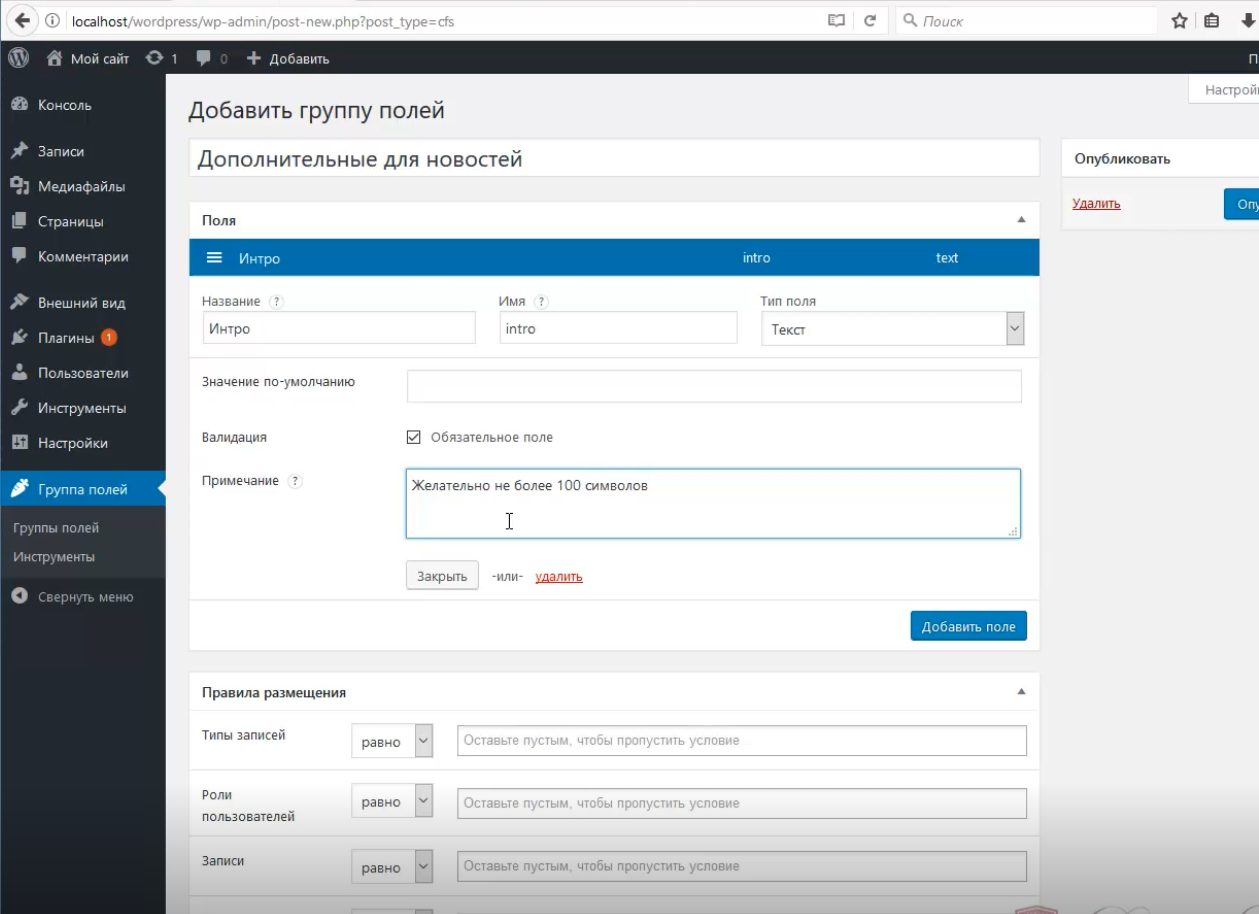 localhost/wordpress/wp-admin/post-new.php?post_type=cfs
Поиск
Мой сайт 1 0 Добавить
Консоль
Записи
Медиафайлы
Страницы
Комментарии
Внешний вид
Плагины 1
Пользователи
Инструменты
Настройки
Группа полей
Группы полей
Инструменты
Свернуть меню
Настрой
Добавить группу полей
Дополнительные для новостей
Поля
Интро intro text
Название ? Имя ? Тип поля
Интро intro Текст
Значение по-умолчанию
Валидация Обязательное поле
Примечание ? Желательно не более 100 символов
Закрыть -или- удалить
Добавить поле
Правила размещения
Типы записей равно Оставьте пустым, чтобы пропустить условие
Роли
пользователей равно Оставьте пустым, чтобы пропустить условие
Записи равно Оставьте пустым, чтобы пропустить условие
Опубликовать
Удалить Опу